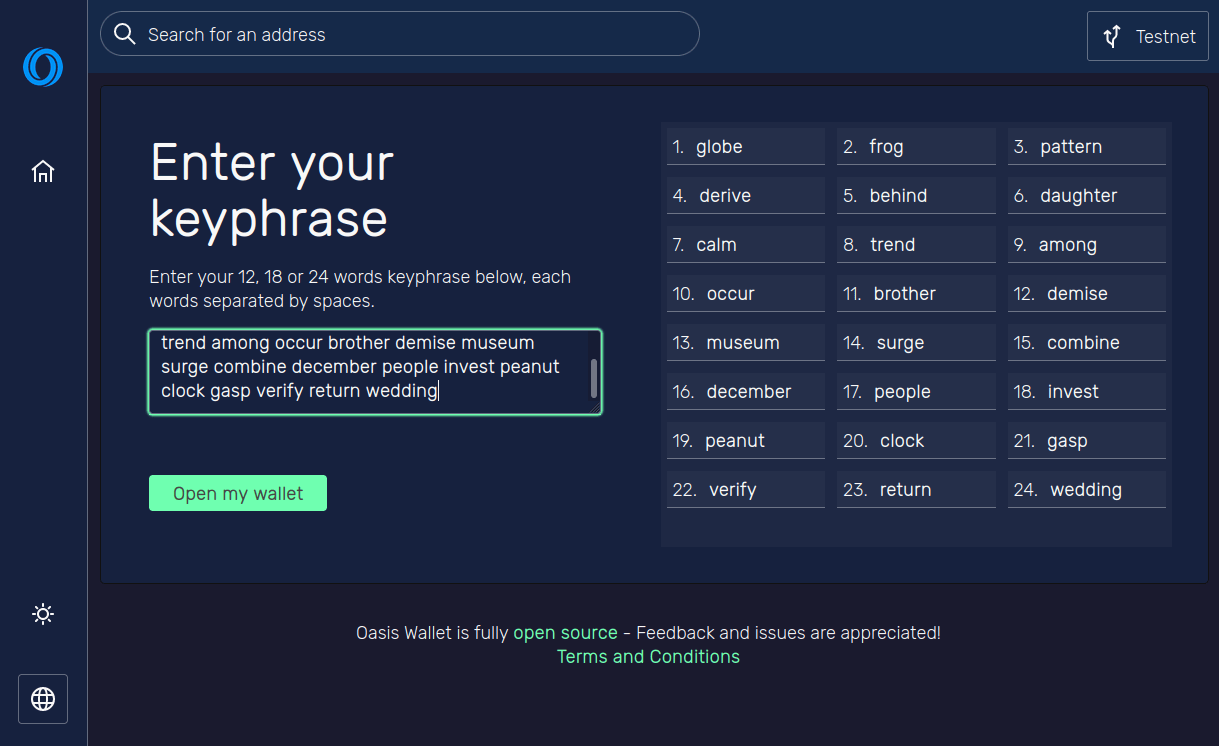 Search for an address
Testnet
Enter your
keyphrase
Enter your 12, 18 or 24 words keyphrase below, each
words separated by spaces.
trend among occur brother demise museum
surge combine december people invest peanut
clock gasp verify return wedding
Open my wallet
1. globe
2. frog
3. pattern
4. derive
5. behind
6. daughter
7. calm
8. trend
9. among
10. occur
11. brother
12. demise
13. museum
14. surge
15. combine
16. december
17. people
18. invest
19. peanut
20. clock
21. gasp
22. verify
23. return
24. wedding
Oasis Wallet is fully open source - Feedback and issues are appreciated!
Terms and Conditions